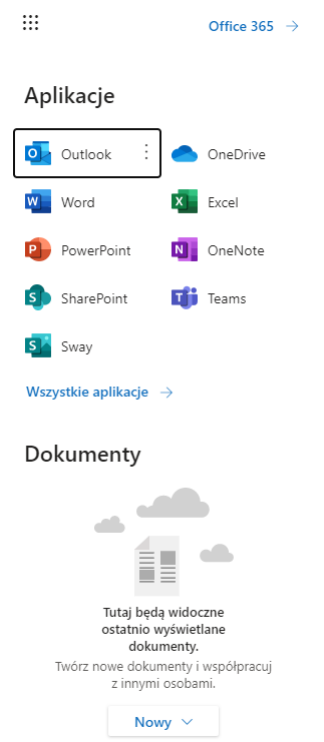 Office 365 →
Aplikacje
Outlook
OneDrive
Word
Excel
PowerPoint
OneNote
SharePoint
Teams
Sway
Wszystkie aplikacje →
Dokumenty
Tutaj będą widoczne
ostatnio wyświetlane
dokumenty.
Twórz nowe dokumenty i współpracuj
z innymi osobami.
Nowy